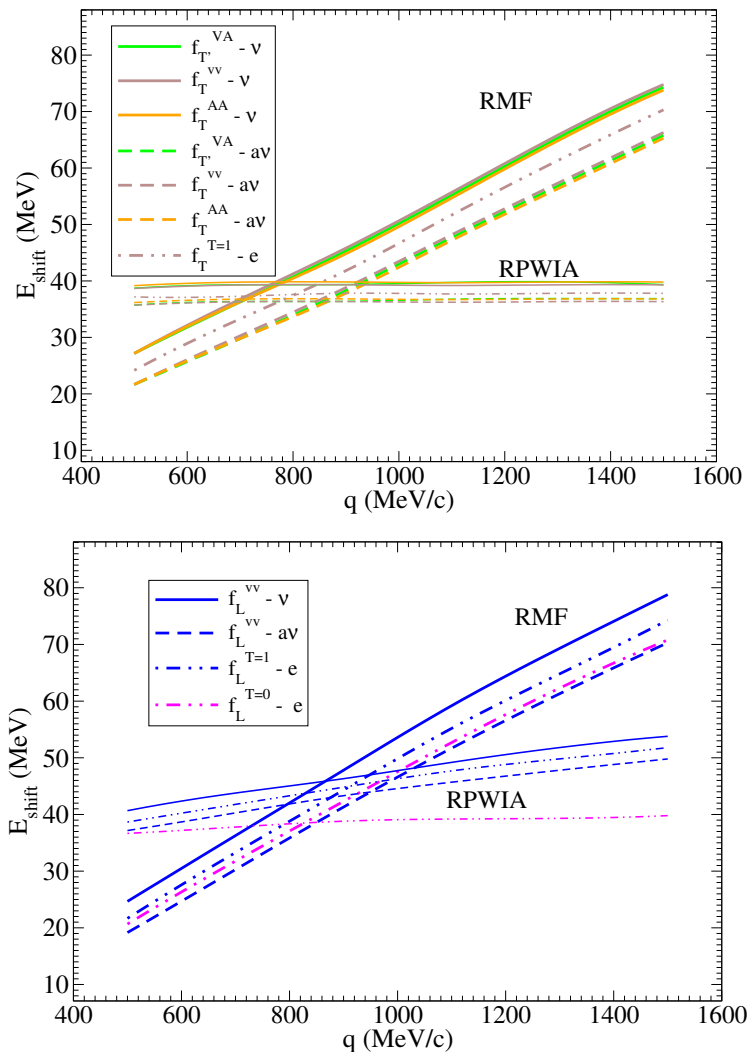 80
70
60
50
40
30
20
10
E_shift (MeV)
f_T'^VA - ν
f_T^vv - ν
f_T^AA - ν
f_T'^VA - aν
f_T^vv - aν
f_T^AA - aν
f_T^T=1 - e
RMF
RPWIA
400 600 800 1000 1200 1400 1600
q (MeV/c)
80
70
60
50
40
30
20
10
E_shift (MeV)
f_L^vv - ν
f_L^vv - aν
f_L^T=1 - e
f_L^T=0 - e
RMF
RPWIA
400 600 800 1000 1200 1400 1600
q (MeV/c)